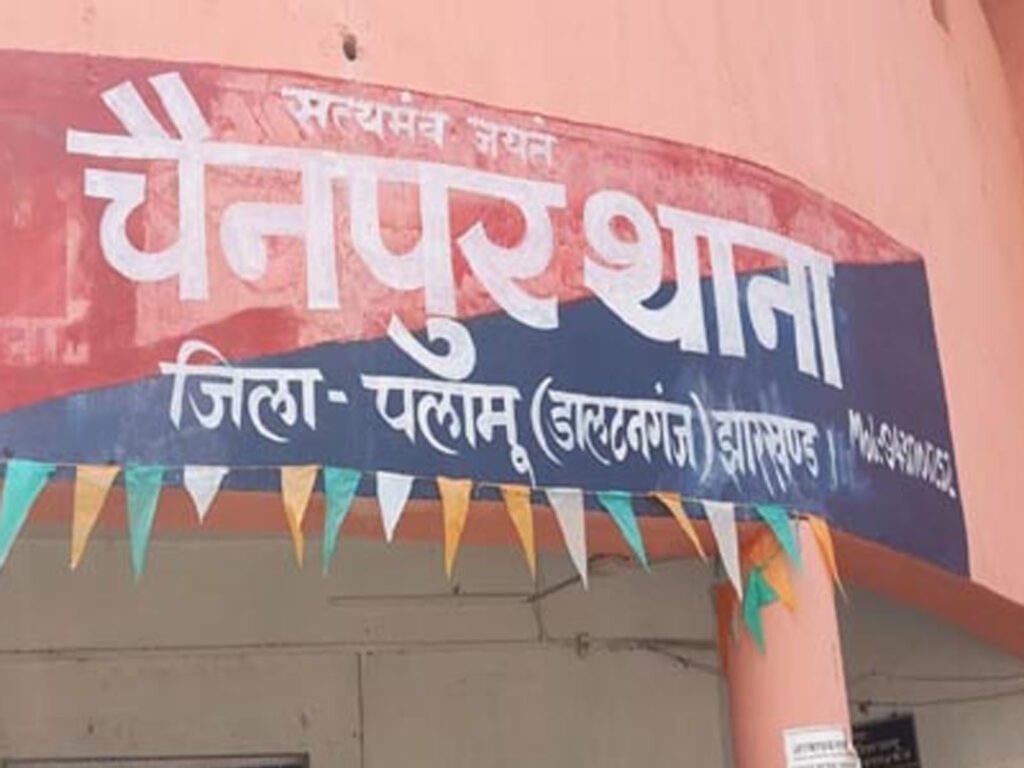 सत्यमेव जयते
चैनपुर थाना
जिला - पलामू (डालटनगंज) झारखण्ड।